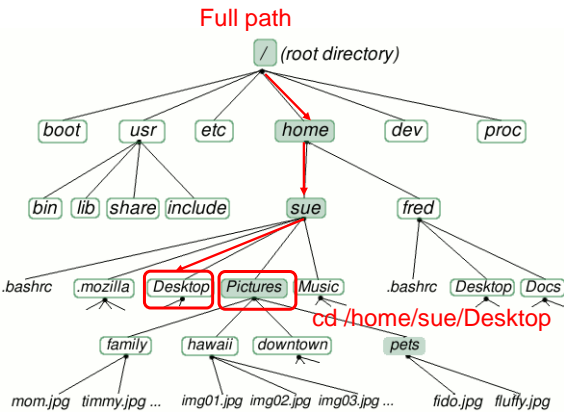 Full path
/ (root directory)
boot usr etc home dev proc
bin lib share include sue fred
.bashrc .mozilla Desktop Pictures Music .bashrc Desktop Docs
cd /home/sue/Desktop
family hawaii downtown pets
mom.jpg timmy.jpg ... img01.jpg img02.jpg img03.jpg ... fido.jpg fluffy.jpg